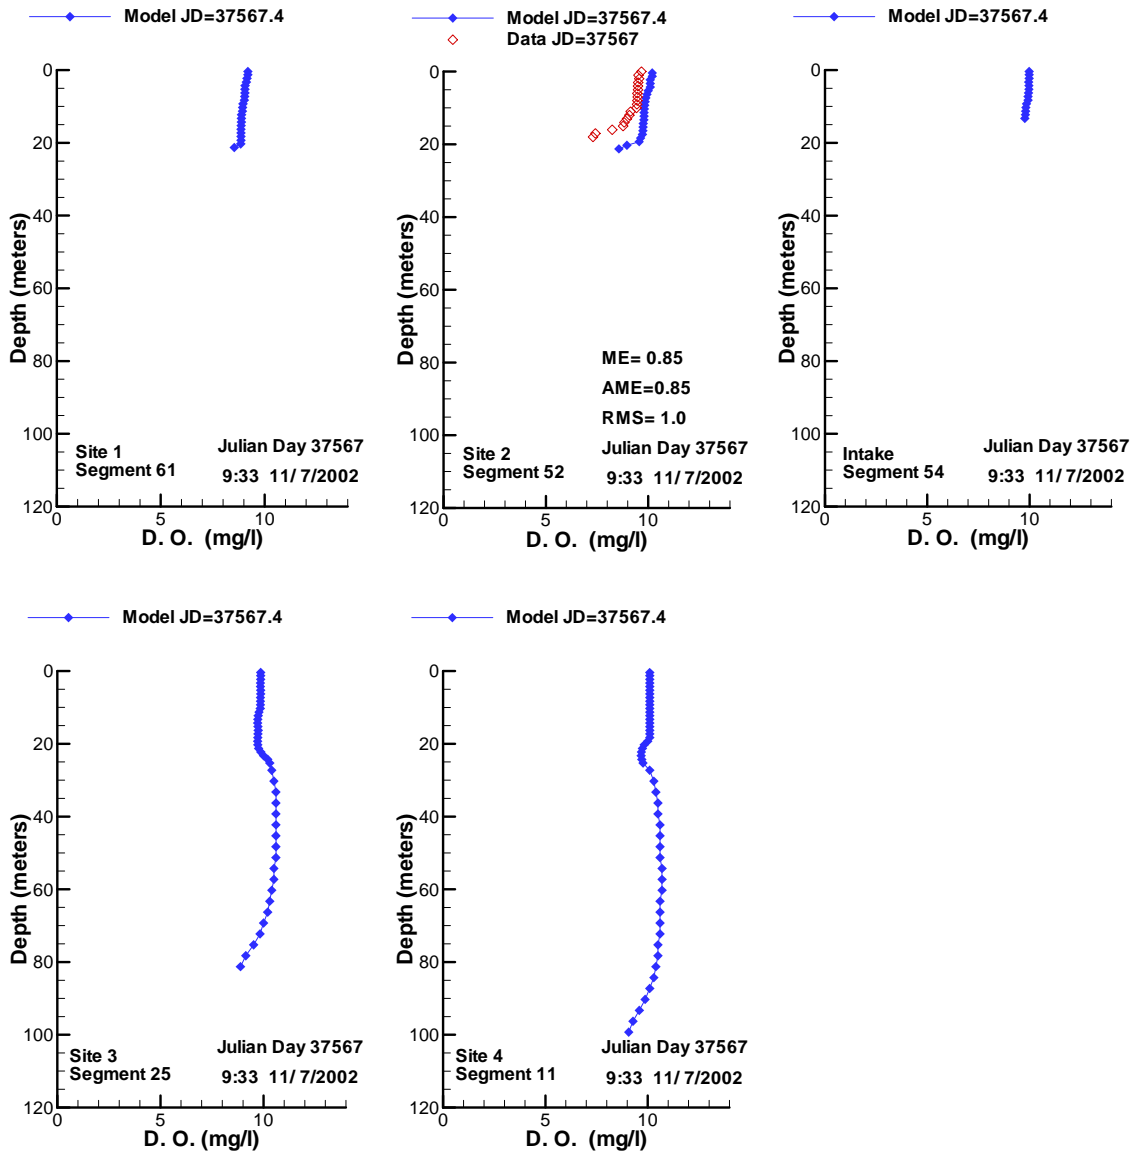 Model JD=37567.4
0
20
40
60
80
100
120
Depth (meters)
Site 1
Segment 61
Julian Day 37567
9:33 11/ 7/2002
0 5 10
D. O. (mg/l)
Model JD=37567.4
Data JD=37567
0
20
40
60
80
100
120
Depth (meters)
ME= 0.85
AME=0.85
RMS= 1.0
Site 2
Segment 52
Julian Day 37567
9:33 11/ 7/2002
0 5 10
D. O. (mg/l)
Model JD=37567.4
0
20
40
60
80
100
120
Depth (meters)
Intake
Segment 54
Julian Day 37567
9:33 11/ 7/2002
0 5 10
D. O. (mg/l)
Model JD=37567.4
0
20
40
60
80
100
120
Depth (meters)
Site 3
Segment 25
Julian Day 37567
9:33 11/ 7/2002
0 5 10
D. O. (mg/l)
Model JD=37567.4
0
20
40
60
80
100
120
Depth (meters)
Site 4
Segment 11
Julian Day 37567
9:33 11/ 7/2002
0 5 10
D. O. (mg/l)